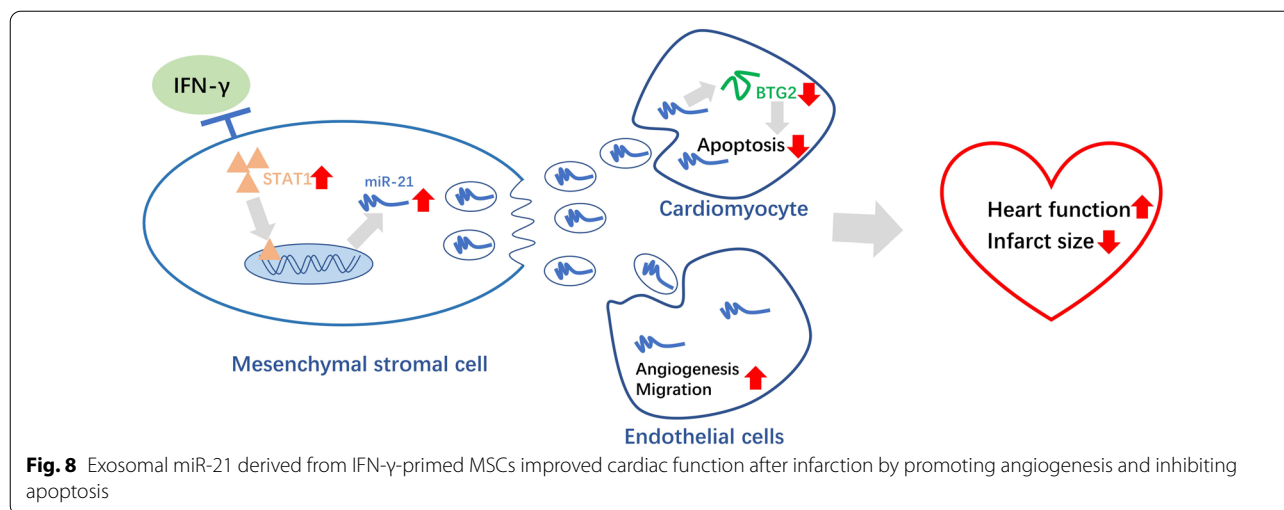 IFN-γ
STAT1
miR-21
Mesenchymal stromal cell
BTG2
Apoptosis
Cardiomyocyte
Angiogenesis
Migration
Endothelial cells
Heart function
Infarct size
Fig. 8 Exosomal miR-21 derived from IFN-γ-primed MSCs improved cardiac function after infarction by promoting angiogenesis and inhibiting
apoptosis